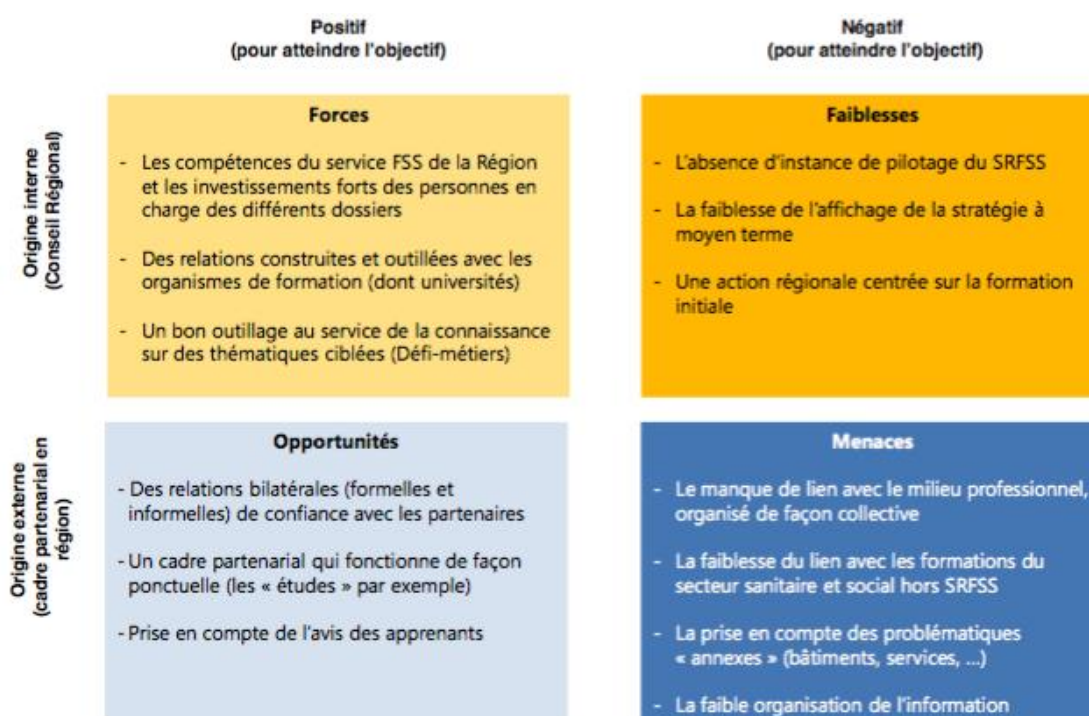 Positif
(pour atteindre l'objectif)
Négatif
(pour atteindre l'objectif)
Origine interne
(Conseil Régional)
Forces
- Les compétences du service FSS de la Région
et les investissements forts des personnes en
charge des différents dossiers
- Des relations construites et outillées avec les
organismes de formation (dont universités)
- Un bon outillage au service de la connaissance
sur des thématiques ciblées (Défi-métiers)
Faiblesses
- L'absence d'instance de pilotage du SRFSS
- La faiblesse de l'affichage de la stratégie à
moyen terme
- Une action régionale centrée sur la formation
initiale
Origine externe
(cadre partenarial en
région)
Opportunités
- Des relations bilatérales (formelles et
informelles) de confiance avec les partenaires
- Un cadre partenarial qui fonctionne de façon
ponctuelle (les « études » par exemple)
- Prise en compte de l'avis des apprenants
Menaces
- Le manque de lien avec le milieu professionnel,
organisé de façon collective
- La faiblesse du lien avec les formations du
secteur sanitaire et social hors SRFSS
- La prise en compte des problématiques
« annexes » (bâtiments, services, ...)
- La faible organisation de l'information